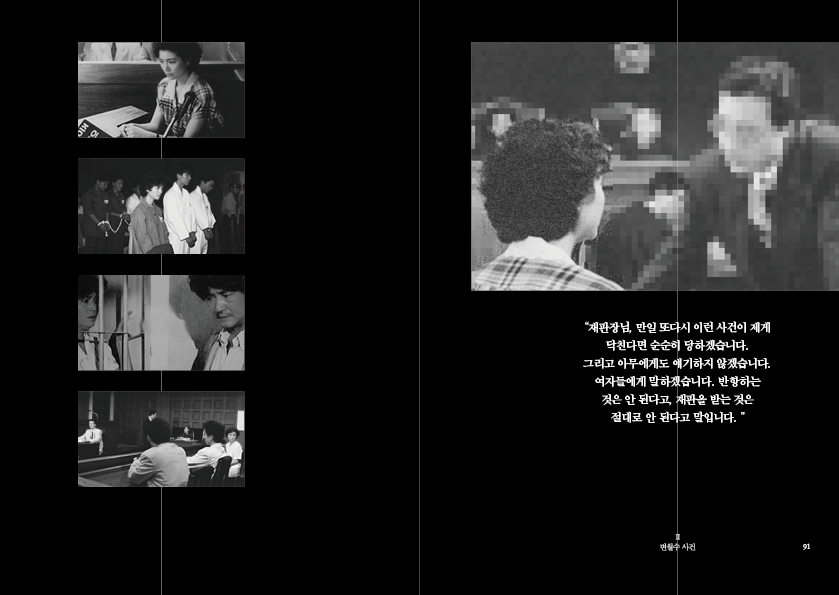 “재판장님, 만일 또다시 이런 사건이 제게
닥친다면 순순히 당하겠습니다.
그리고 아무에게도 얘기하지 않겠습니다.
여자들에게 말하겠습니다. 반항하는
것은 안 된다고, 재판을 받는 것은
절대로 안 된다고 말입니다. ”
Ⅲ
변월수 사건
91